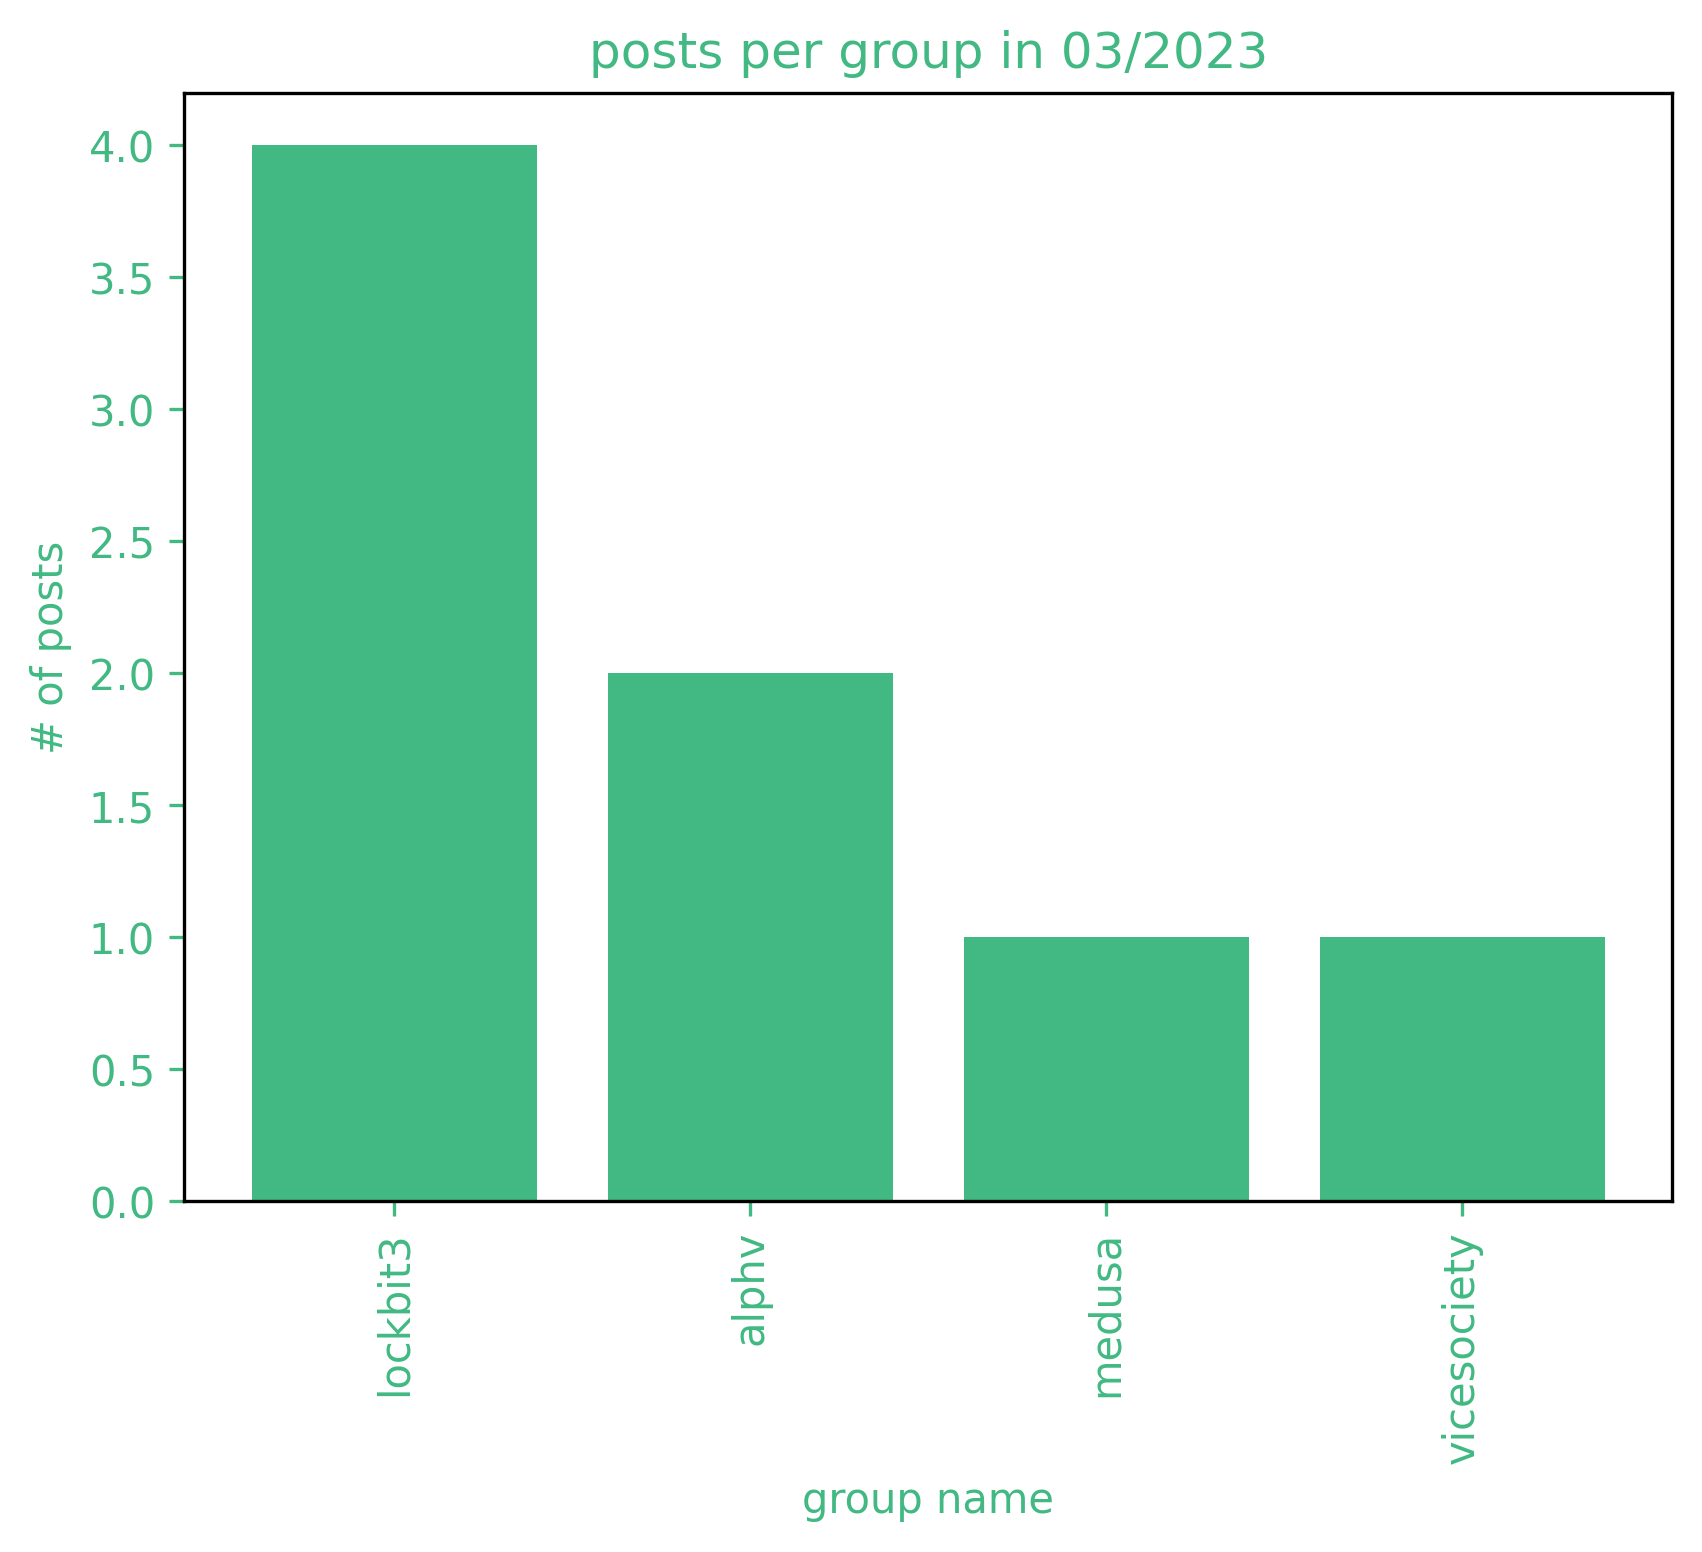 posts per group in 03/2023
4.0
3.5
3.0
2.5
2.0
1.5
1.0
0.5
0.0
# of posts
lockbit3
alphv
medusa
vicesociety
group name